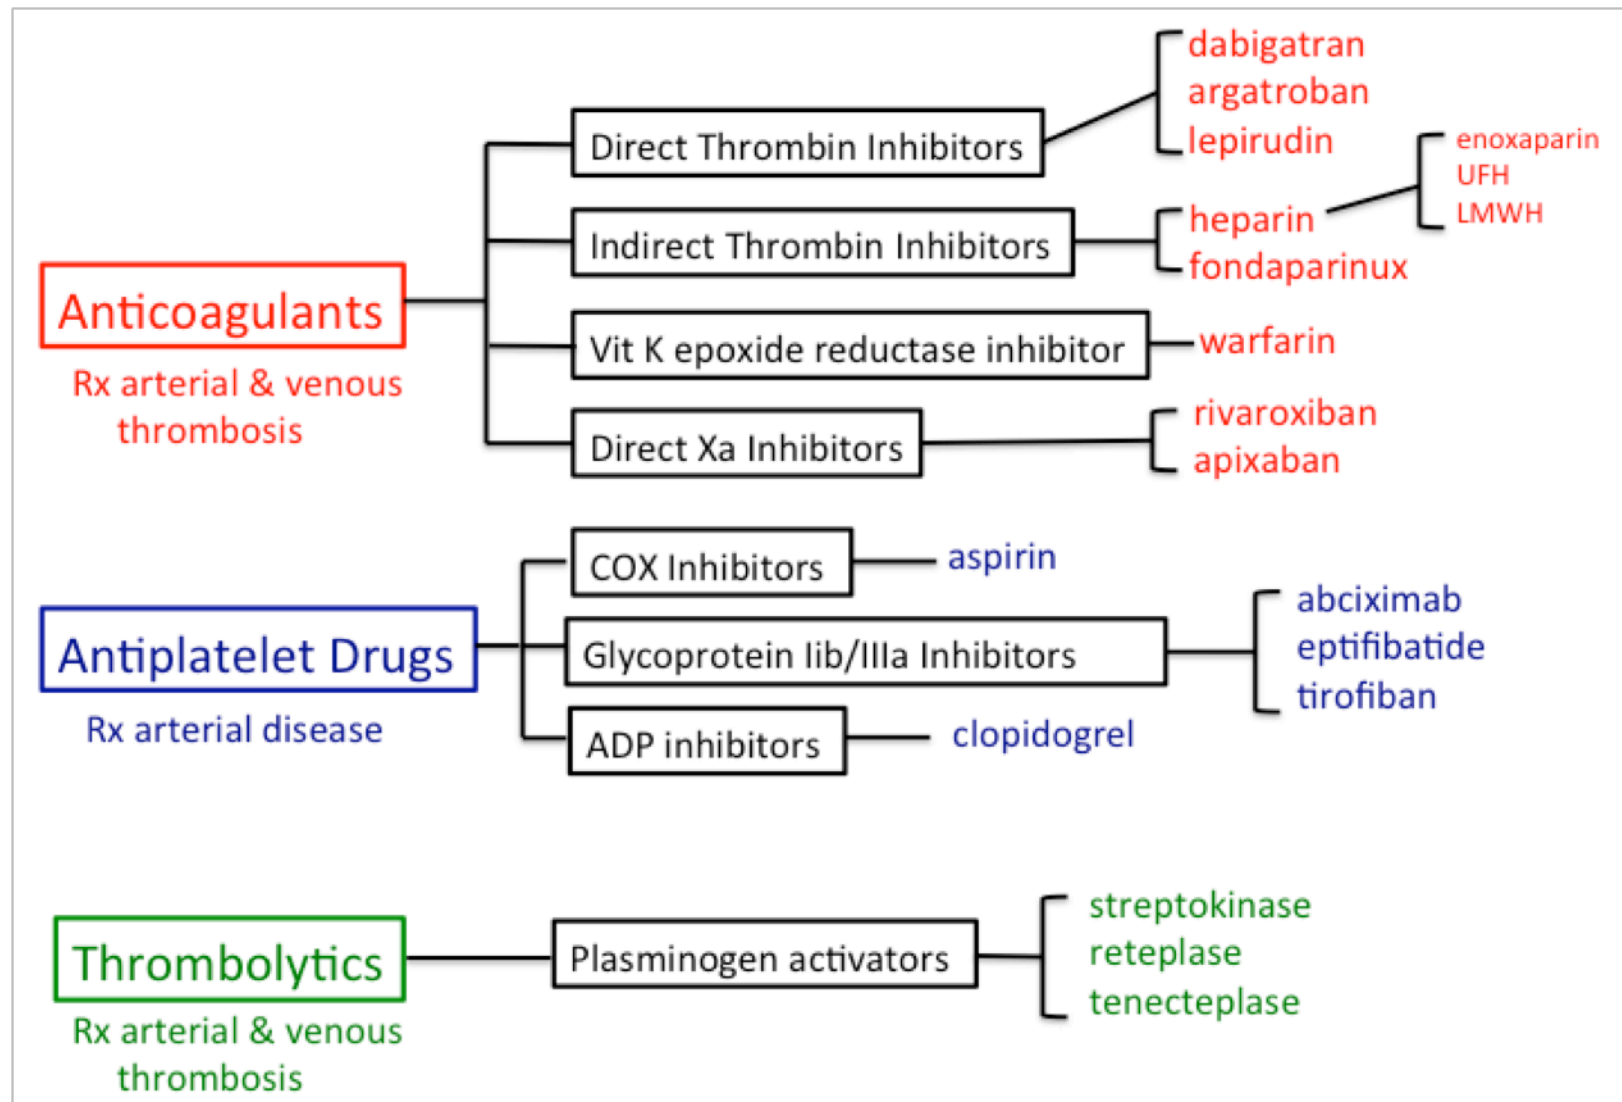 Anticoagulants
Rx arterial & venous
thrombosis
Direct Thrombin Inhibitors
dabigatran
argatroban
lepirudin
Indirect Thrombin Inhibitors
heparin
fondaparinux
enoxaparin
UFH
LMWH
Vit K epoxide reductase inhibitor
warfarin
Direct Xa Inhibitors
rivaroxiban
apixaban
Antiplatelet Drugs
Rx arterial disease
COX Inhibitors
aspirin
Glycoprotein Iib/IIIa Inhibitors
abciximab
eptifibatide
tirofiban
ADP inhibitors
clopidogrel
Thrombolytics
Rx arterial & venous
thrombosis
Plasminogen activators
streptokinase
reteplase
tenecteplase